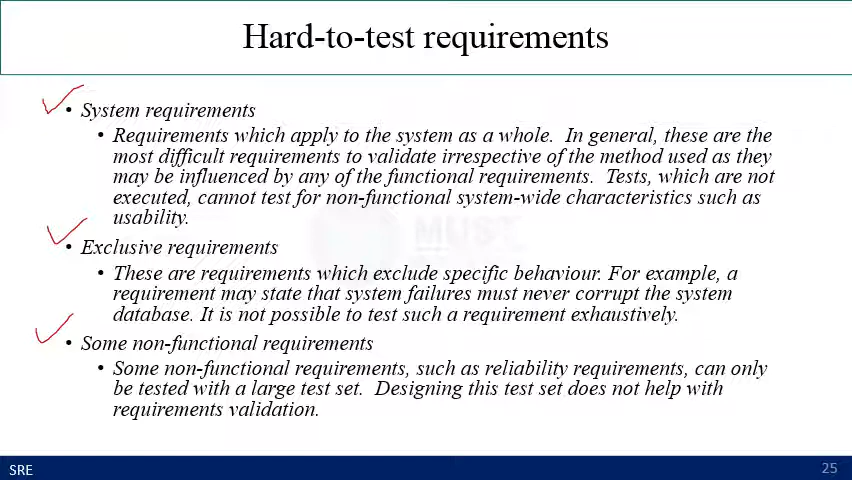 Hard-to-test requirements
• System requirements
• Requirements which apply to the system as a whole. In general, these are the
most difficult requirements to validate irrespective of the method used as they
may be influenced by any of the functional requirements. Tests, which are not
executed, cannot test for non-functional system-wide characteristics such as
usability.
• Exclusive requirements
• These are requirements which exclude specific behaviour. For example, a
requirement may state that system failures must never corrupt the system
database. It is not possible to test such a requirement exhaustively.
• Some non-functional requirements
• Some non-functional requirements, such as reliability requirements, can only
be tested with a large test set. Designing this test set does not help with
requirements validation.
MUST
SRE
25